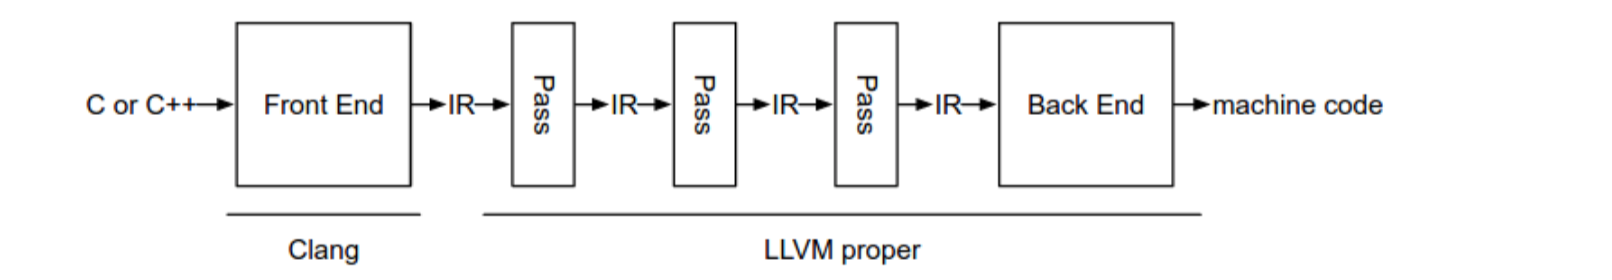 C or C++ Front End IR Pass IR Pass IR Pass IR Back End machine code
Clang LLVM proper